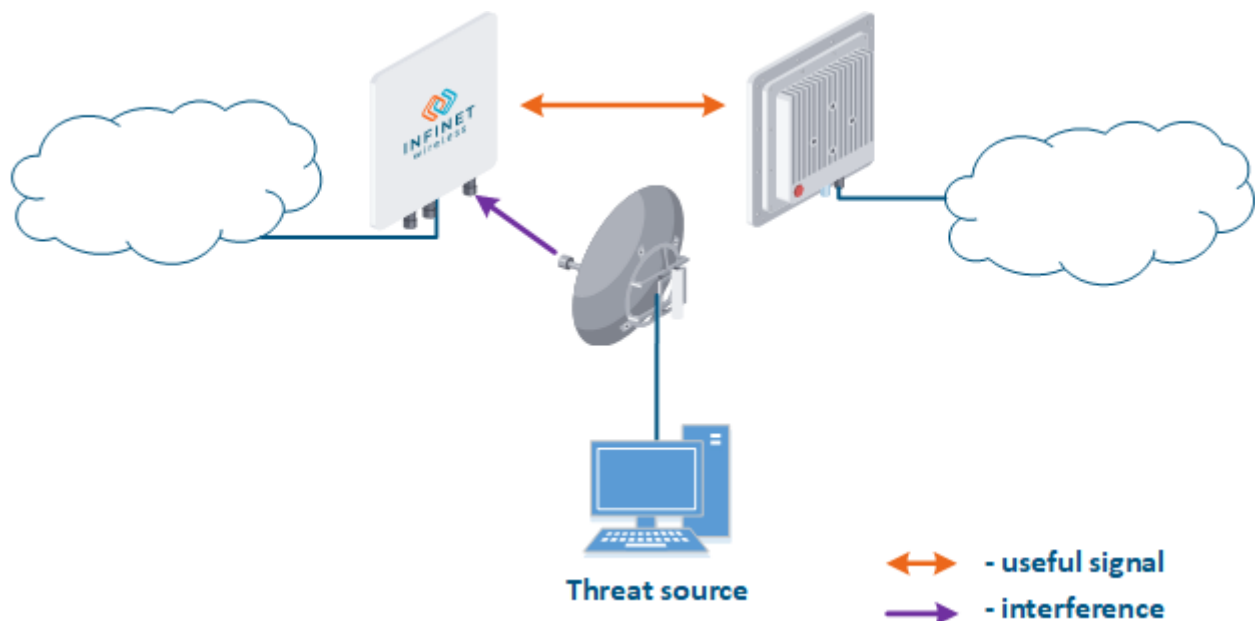 INFINET
wireless
Threat source
- useful signal
- interference